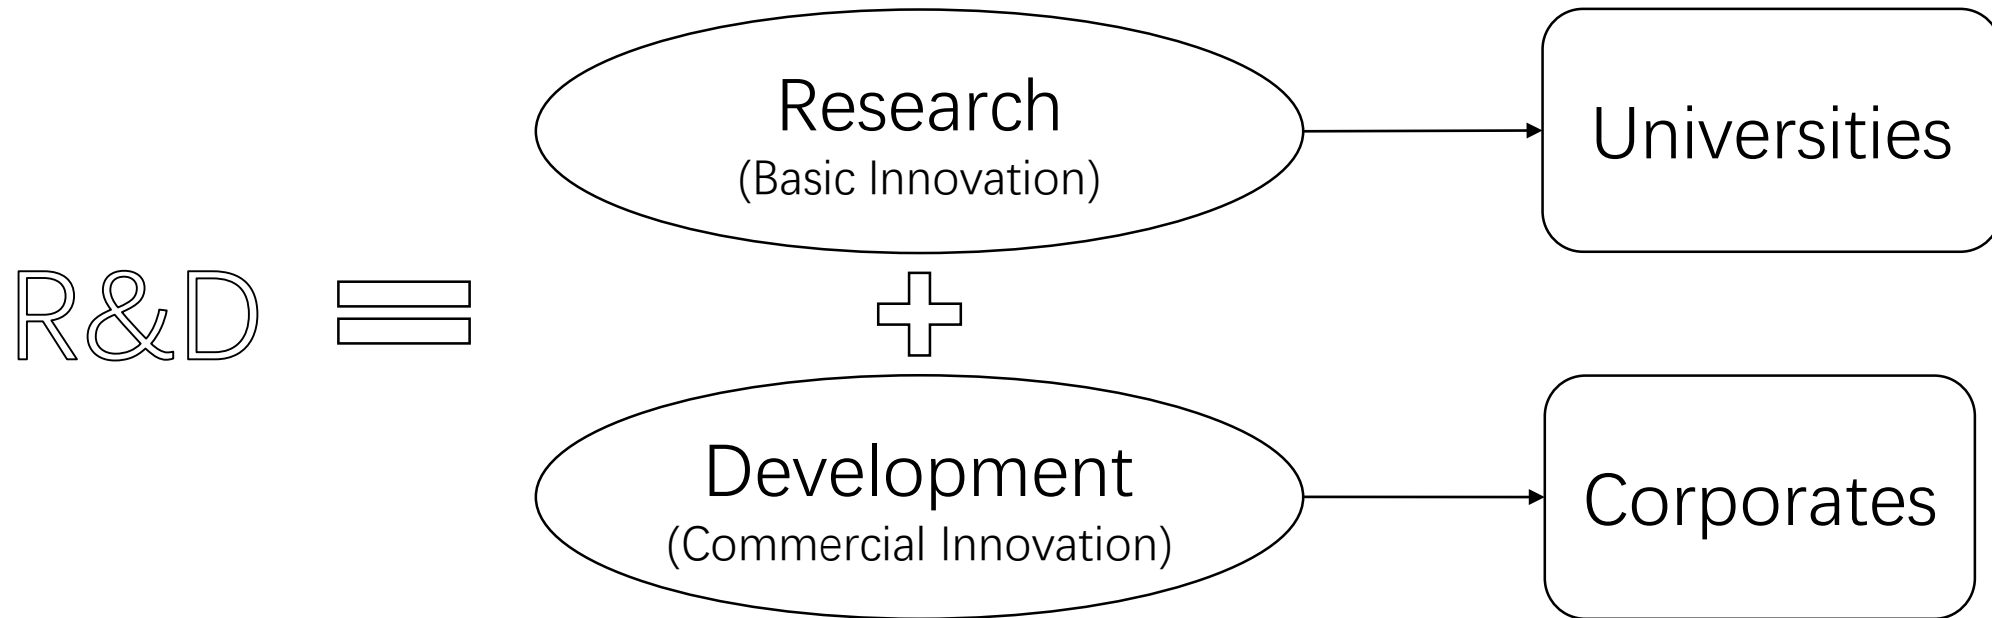 Research
(Basic Innovation)
Universities
R&D
Development
(Commercial Innovation)
Corporates